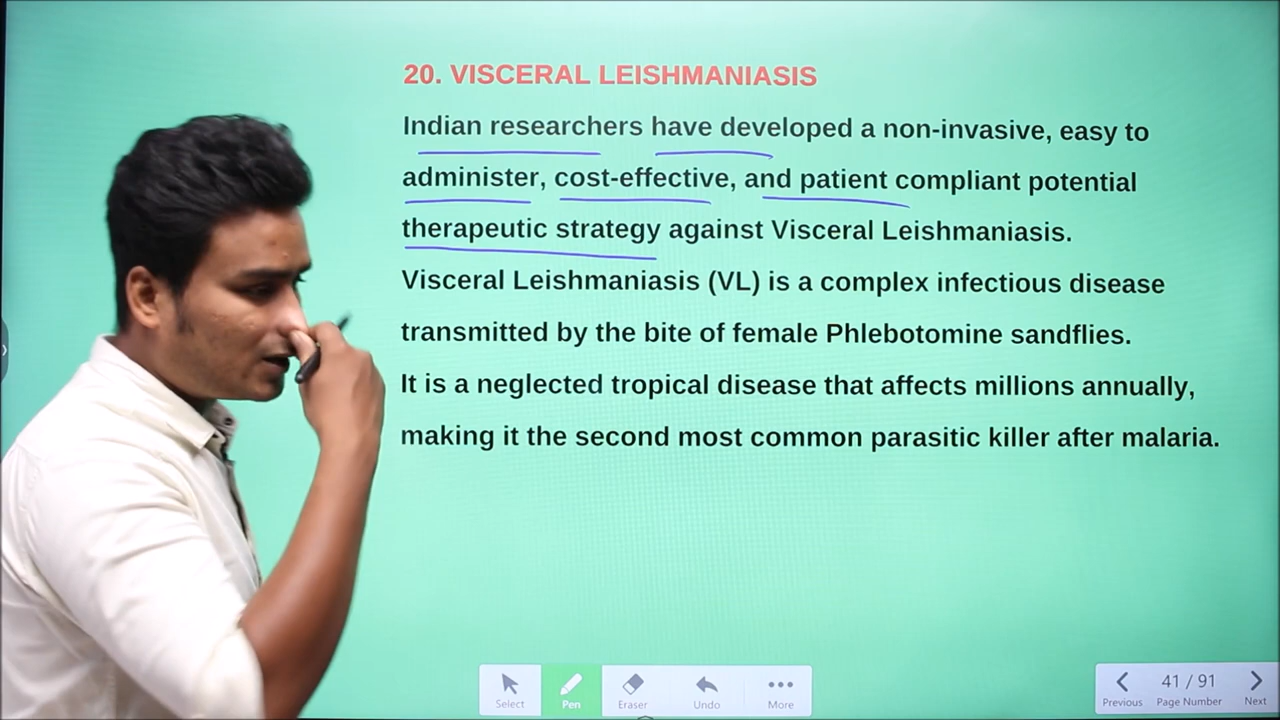 20. VISCERAL LEISHMANIASIS
Indian researchers have developed a non-invasive, easy to
administer, cost-effective, and patient compliant potential
therapeutic strategy against Visceral Leishmaniasis.
Visceral Leishmaniasis (VL) is a complex infectious disease
transmitted by the bite of female Phlebotomine sandflies.
It is a neglected tropical disease that affects millions annually,
making it the second most common parasitic killer after malaria.
Select Pen Eraser Undo More
41 / 91
Previous Page Number Next